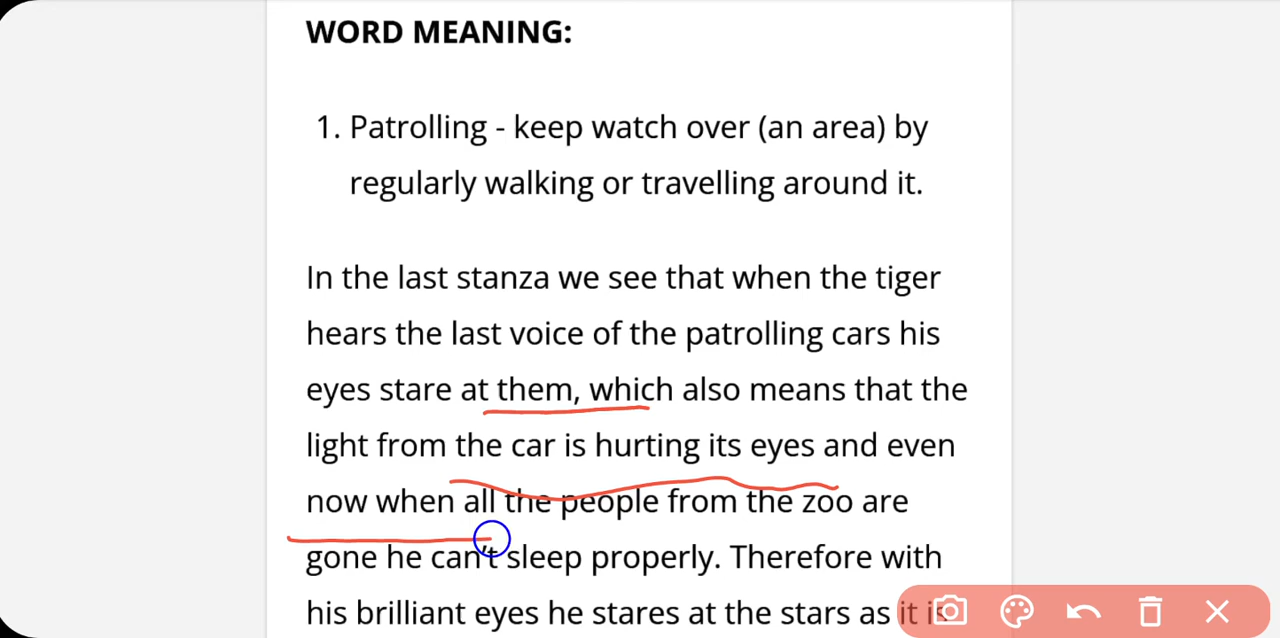 WORD MEANING:
1. Patrolling - keep watch over (an area) by
regularly walking or travelling around it.
In the last stanza we see that when the tiger
hears the last voice of the patrolling cars his
eyes stare at them, which also means that the
light from the car is hurting its eyes and even
now when all the people from the zoo are
gone he can't sleep properly. Therefore with
his brilliant eyes he stares at the stars as it is